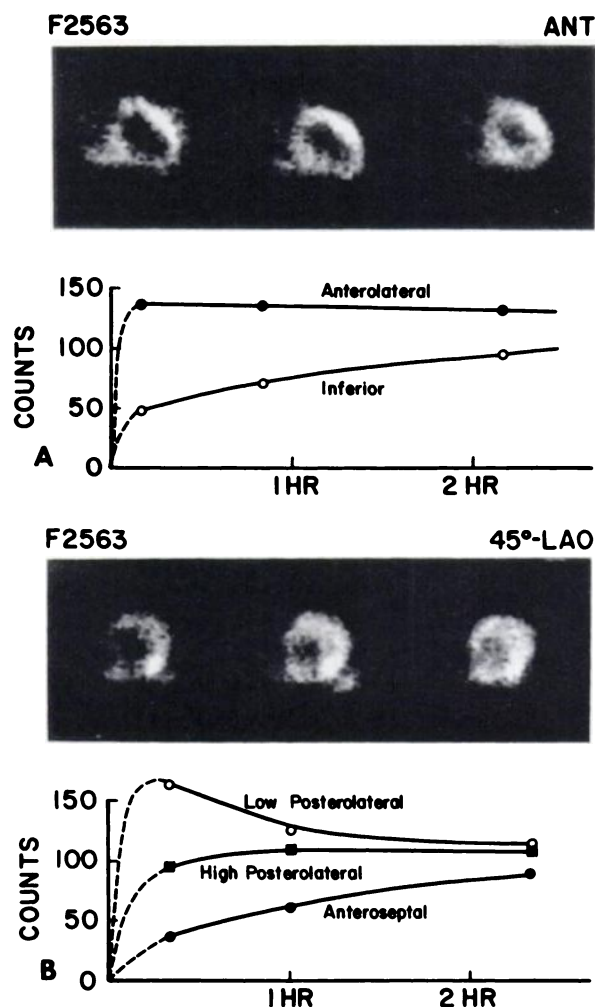 F2563 ANT
150
Anterolateral
100
COUNTS
50
Inferior
A
0
1 HR 2 HR
F2563 45°-LAO
150
Low Posterolateral
100
High Posterolateral
COUNTS
50
Anteroseptal
B
0
1 HR 2 HR